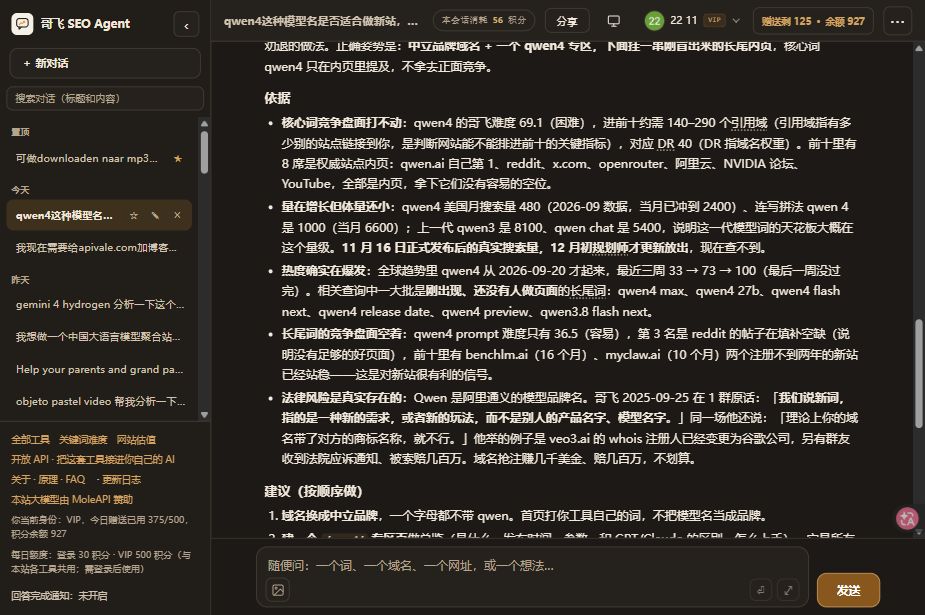 哥飞 SEO Agent
‹
+ 新对话
搜索对话（标题和内容）
置顶
可做downloaden naar mp3... ★
今天
qwen4这种模型名... ☆ ✎ ×
我现在需要给apivale.com加博客...
昨天
gemini 4 hydrogen 分析一下这个...
我想做一个中国大语言模型聚合站...
Help your parents and grand pa...
objeto pastel video 帮我分析一下...
全部工具 关键词难度 网站估值
开放 API · 把这套工具接进你自己的 AI
关于 · 原理 · FAQ · 更新日志
本站大模型由 MoleAPI 赞助
你当前身份：VIP，今日赠送已用 375/500，
积分余额 927
每日额度：登录 30 积分 · VIP 500 积分（与
本站各工具共用；需登录后使用）
回答完成通知：未开启
qwen4这种模型名是否适合做新站，... 本会话消耗 56 积分 分享 22 22 11 VIP 赠送剩 125 · 余额 927 ···
劝退的做法。正确姿势是：中立品牌域名 + 一个 qwen4 专区，下面挂一串刚冒出来的长尾内页，核心词
qwen4 只在内页里提及，不拿去正面竞争。
依据
• 核心词竞争盘面打不动：qwen4 的哥飞难度 69.1（困难），进前十约需 140–290 个引用域（引用域指有多
少别的站点链接到你，是判断网站能不能排进前十的关键指标），对应 DR 40（DR 指域名权重）。前十里有
8 席是权威站点内页：qwen.ai 自己第 1、reddit、x.com、openrouter、阿里云、NVIDIA 论坛、
YouTube，全部是内页，拿下它们没有容易的空位。
• 量在增长但体量还小：qwen4 美国月搜索量 480（2026-09 数据，当月已冲到 2400）、连写拼法 qwen 4
是 1000（当月 6600）；上一代 qwen3 是 8100、qwen chat 是 5400，说明这一代模型词的天花板大概在
这个量级。11 月 16 日正式发布后的真实搜索量，12 月初规划师才更新放出，现在查不到。
• 热度确实在爆发：全球趋势里 qwen4 从 2026-09-20 才起来，最近三周 33 → 73 → 100（最后一周没过
完）。相关查询中一大批是刚出现、还没有人做页面的长尾词：qwen4 max、qwen4 27b、qwen4 flash
next、qwen4 release date、qwen4 preview、qwen3.8 flash next。
• 长尾词的竞争盘面空着：qwen4 prompt 难度只有 36.5（容易），第 3 名是 reddit 的帖子在填补空缺（说
明没有足够的好页面），前十里有 benchlm.ai（16 个月）、myclaw.ai（10 个月）两个注册不到两年的新站
已经站稳——这是对新站很有利的信号。
• 法律风险是真实存在的：Qwen 是阿里通义的模型品牌名。哥飞 2025-09-25 在 1 群原话：「我们说新词，
指的是一种新的需求，或者新的玩法，而不是别人的产品名字、模型名字。」同一场他还说：「理论上你的域
名带了对方的商标名称，就不行。」他举的例子是 veo3.ai 的 whois 注册人已经变更为谷歌公司，另有群友
收到法院应诉通知、被索赔几百万。域名抢注赚几千美金、赔几百万，不划算。
建议（按顺序做）
1. 域名换成中立品牌，一个字母都不带 qwen。首页打你工具自己的词，不把模型名当成品牌。
随便问：一个词、一个域名、一个网址，或一个想法...
发送